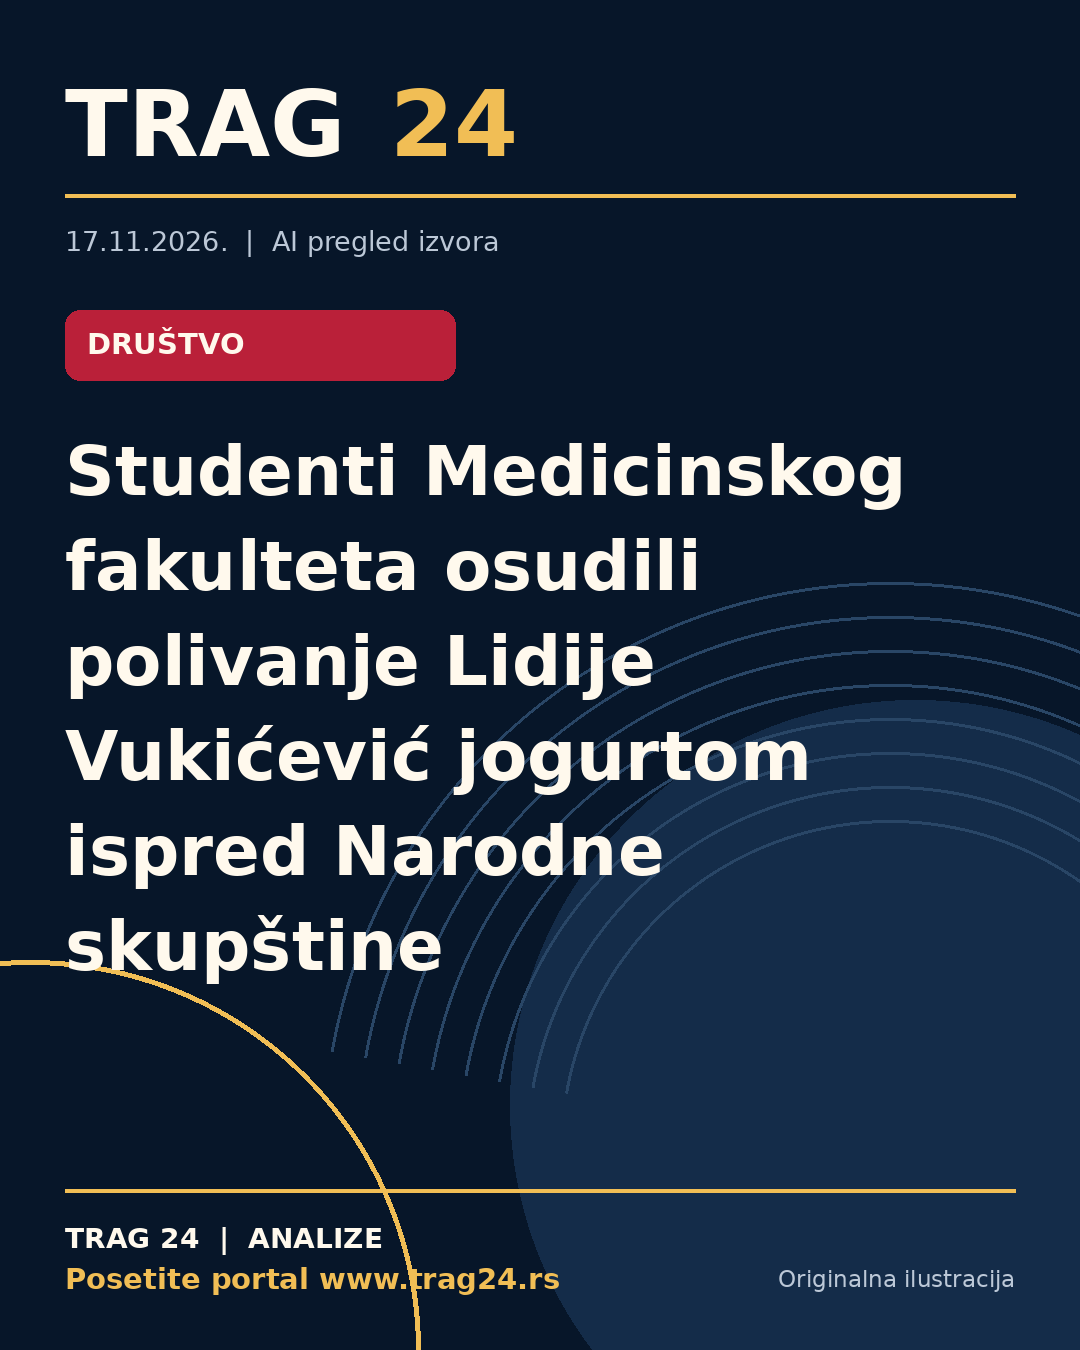 TRAG 24
17.11.2026. | AI pregled izvora
DRUŠTVO
Studenti Medicinskog
fakulteta osudili
polivanje Lidije
Vukićević jogurtom
ispred Narodne
skupštine
TRAG 24 | ANALIZE
Posetite portal www.trag24.rs
Originalna ilustracija